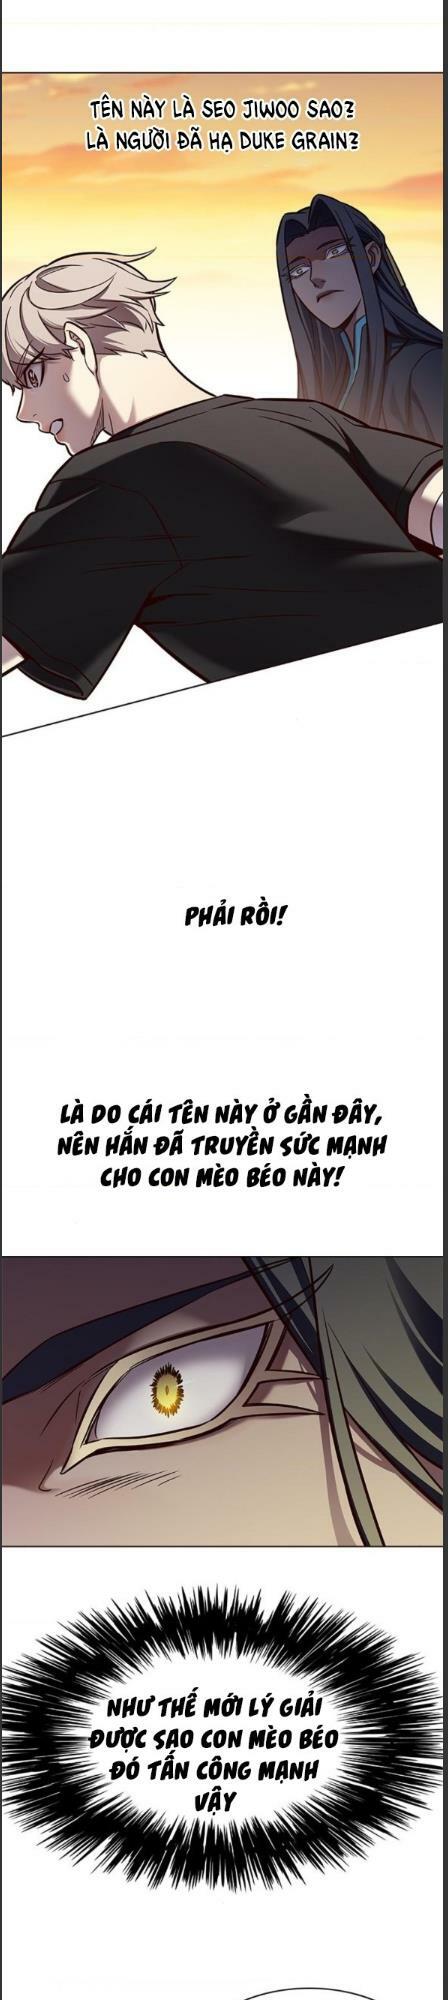 TÊN NÀY LÀ SEO JIWOO SAO?
LÀ NGƯỜI ĐÃ HẠ DUKE GRAIN?
PHẢI RỒI!
LÀ DO CÁI TÊN NÀY Ở GẦN ĐÂY,
NÊN HẮN ĐÃ TRUYỀN SỨC MẠNH
CHO CON MÈO BÉO NÀY!
NHƯ THẾ MỚI LÝ GIẢI
ĐƯỢC SAO CON MÈO BÉO
ĐÓ TẤN CÔNG MẠNH
VẬY